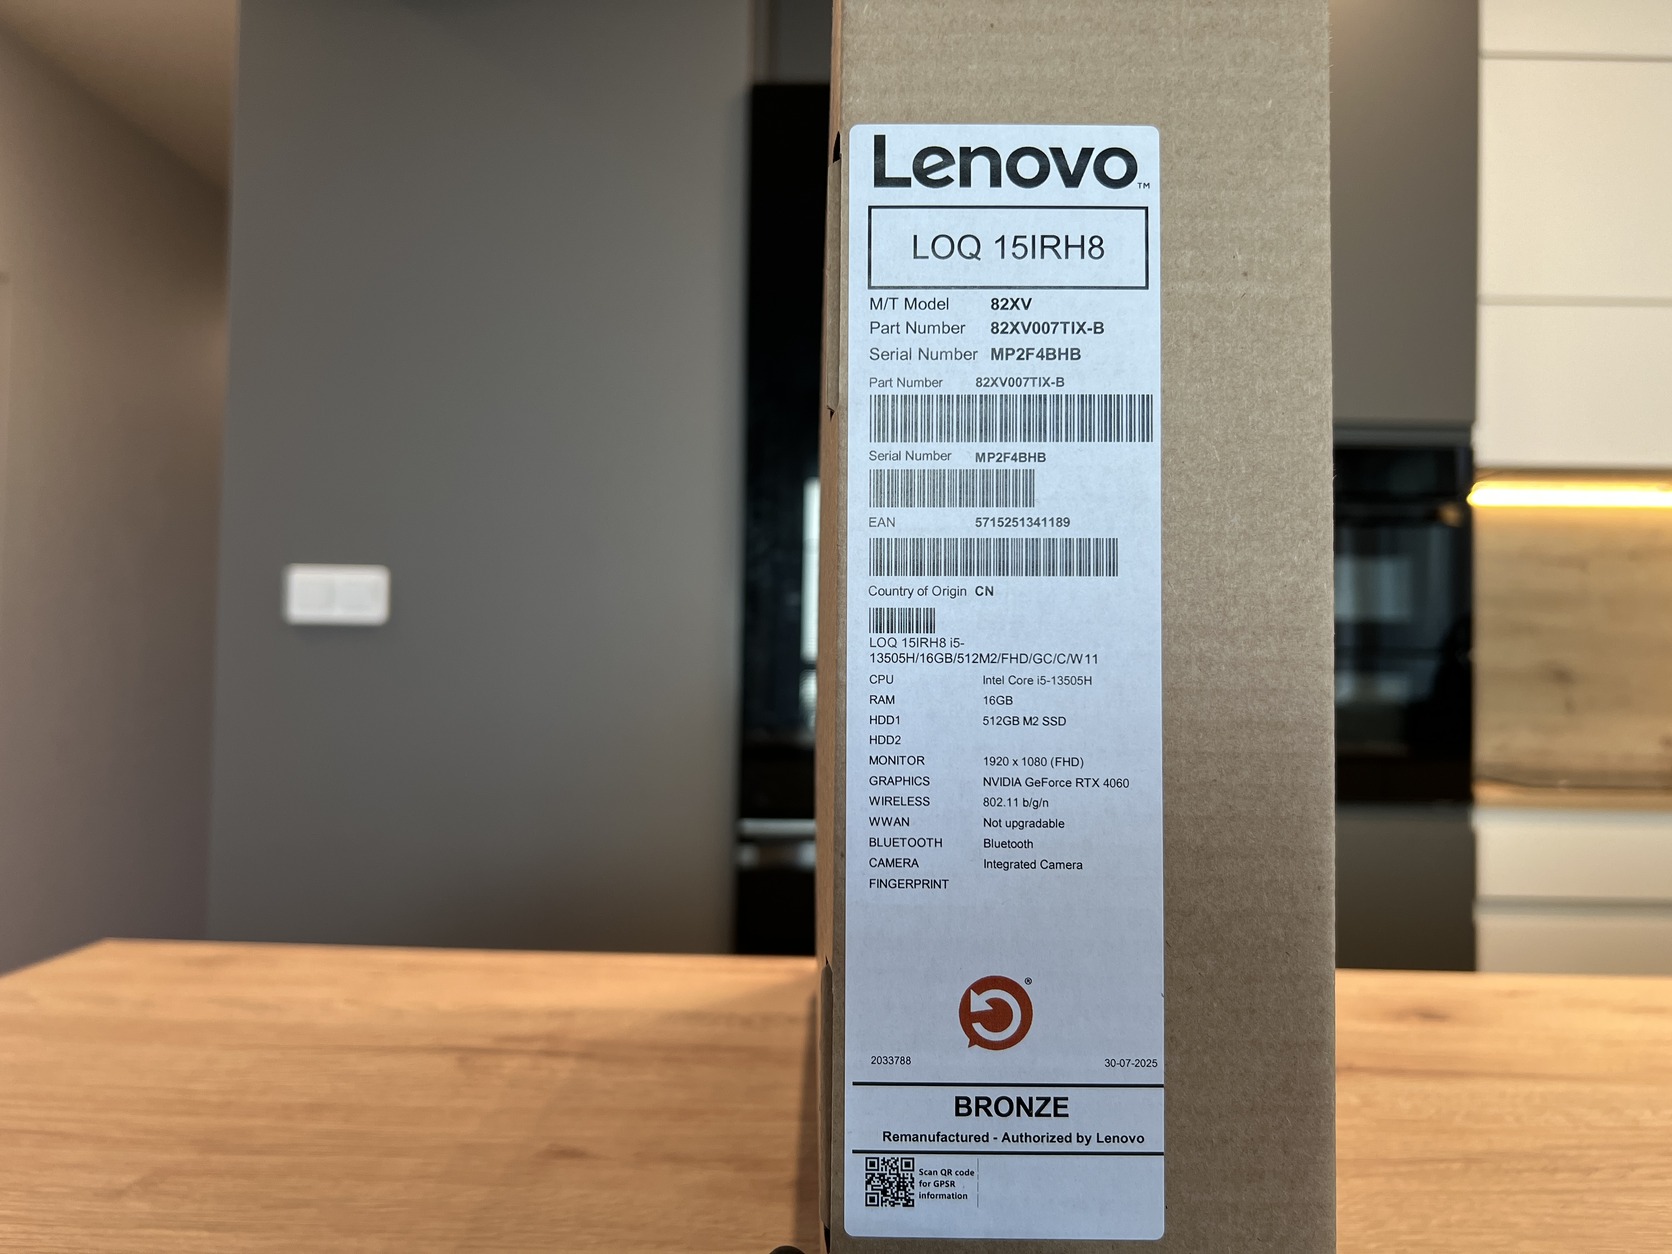 Lenovo™
LOQ 15IRH8
M/T Model 82XV
Part Number 82XV007TIX-B
Serial Number MP2F4BHB
Part Number 82XV007TIX-B
Serial Number MP2F4BHB
EAN 5715251341189
Country of Origin CN
LOQ 15IRH8 i5-
13505H/16GB/512M2/FHD/GC/C/W11
CPU Intel Core i5-13505H
RAM 16GB
HDD1 512GB M2 SSD
HDD2
MONITOR 1920 x 1080 (FHD)
GRAPHICS NVIDIA GeForce RTX 4060
WIRELESS 802.11 b/g/n
WWAN Not upgradable
BLUETOOTH Bluetooth
CAMERA Integrated Camera
FINGERPRINT
®
2033788 30-07-2025
BRONZE
Remanufactured - Authorized by Lenovo
Scan QR code
for GPSR
information